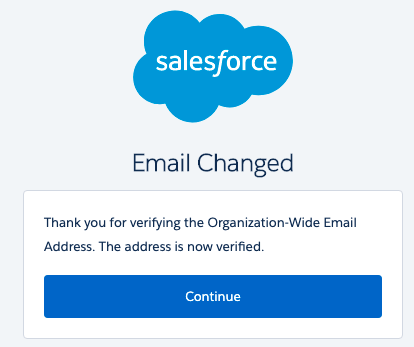 salesforce
Email Changed
Thank you for verifying the Organization-Wide Email
Address. The address is now verified.
Continue